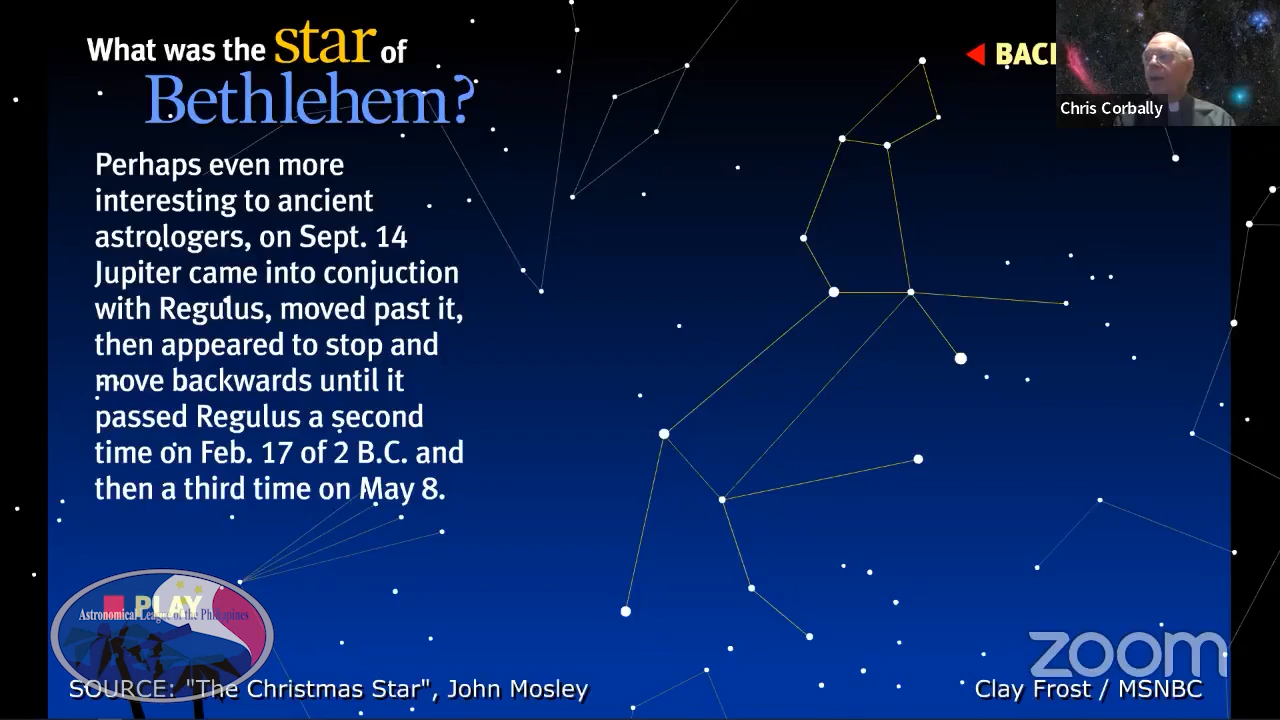 What was the star of
Bethlehem?
◀ BACK
Chris Corbally
Perhaps even more
interesting to ancient
astrologers, on Sept. 14
Jupiter came into conjuction
with Regulus, moved past it,
then appeared to stop and
move backwards until it
passed Regulus a second
time on Feb. 17 of 2 B.C. and
then a third time on May 8.
PLAY
Astronomical League of the Philippines
zoom
SOURCE: "The Christmas Star", John Mosley
Clay Frost / MSNBC